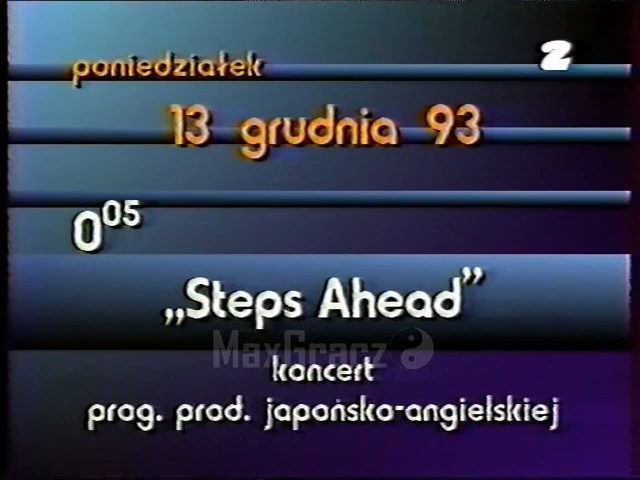 poniedziałek
2
13 grudnia 93
0⁰⁵
„Steps Ahead”
MaxGracz
koncert
prog. prod. japońsko-angielskiej